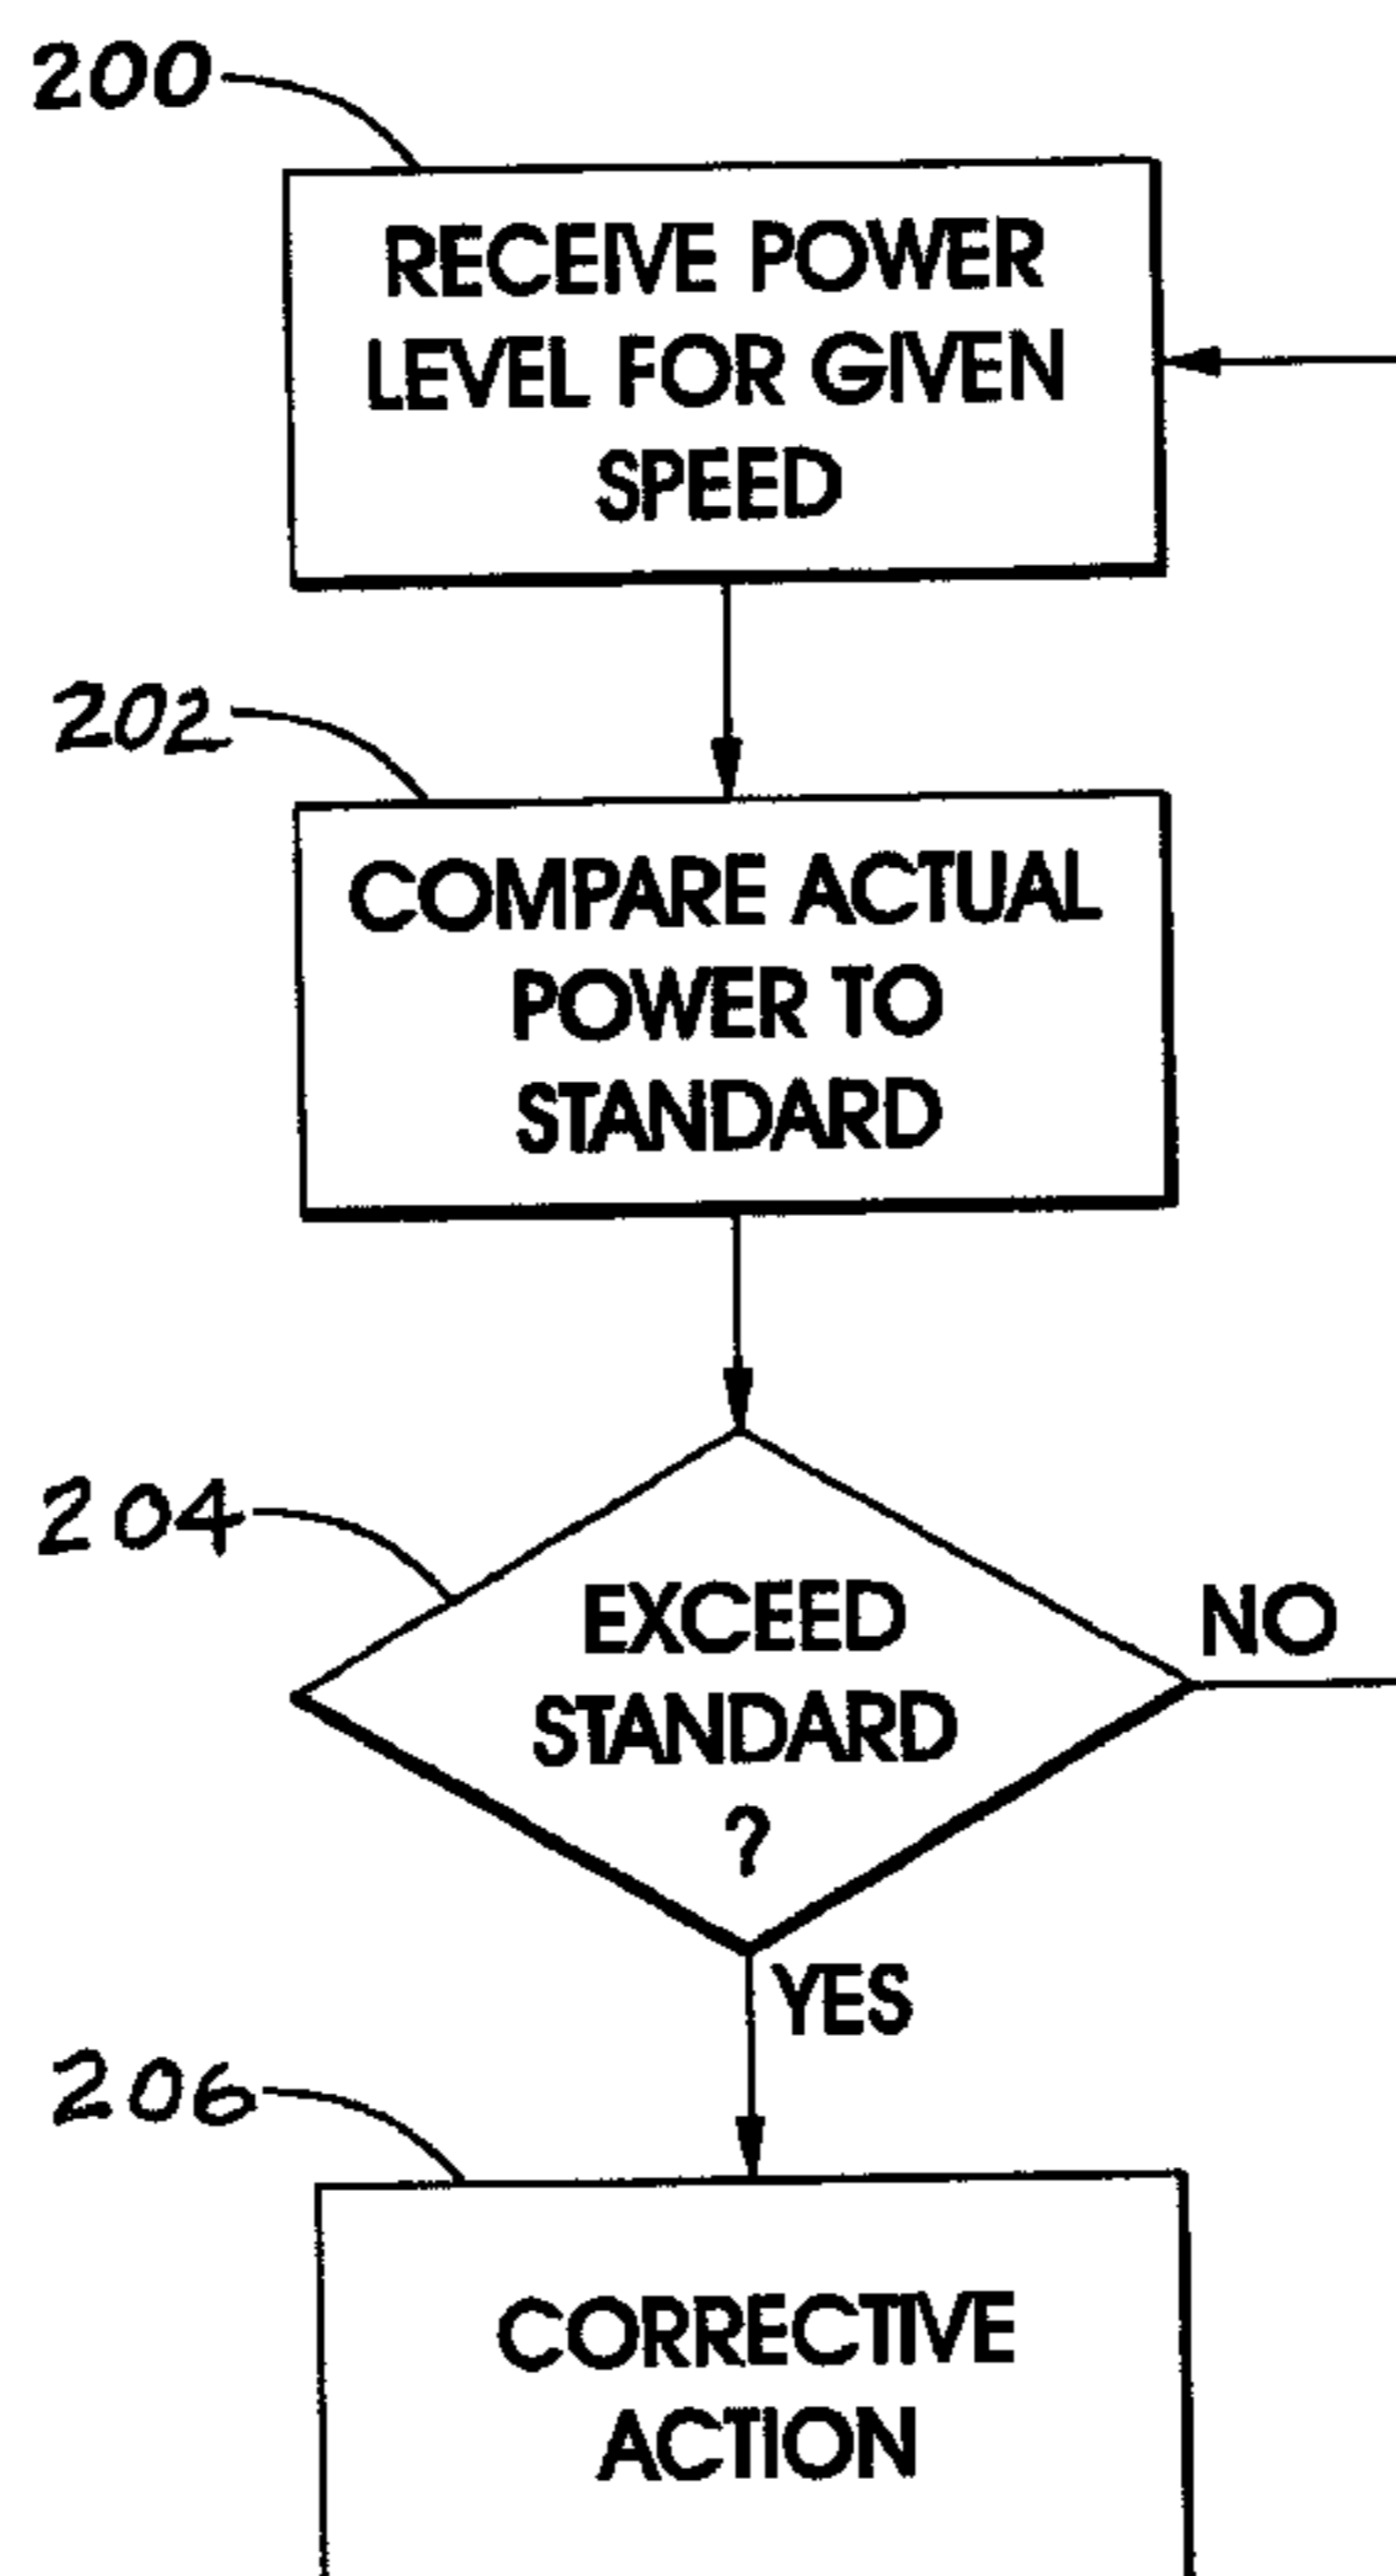 200
RECEIVE POWER
LEVEL FOR GIVEN
SPEED
202
COMPARE ACTUAL
POWER TO
STANDARD
204
EXCEED
STANDARD
?
NO
YES
206
CORRECTIVE
ACTION